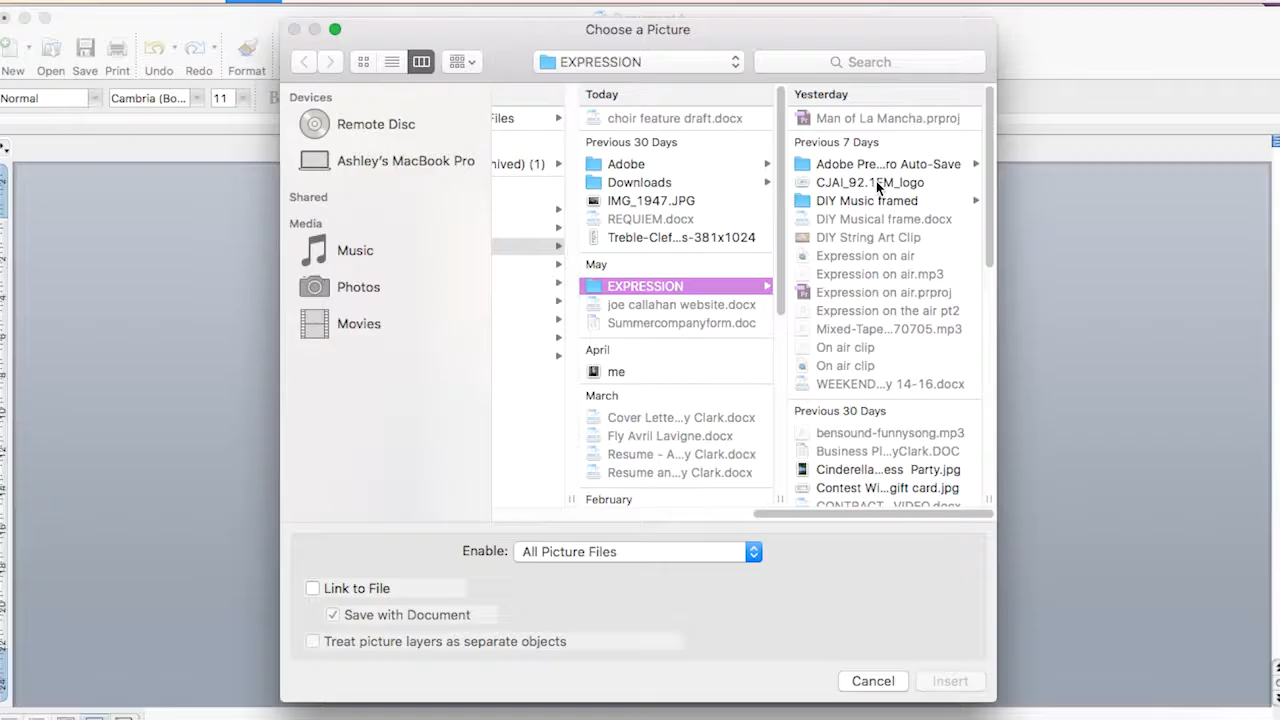 Choose a Picture
New Open Save Print Undo Redo Format
EXPRESSION
Search
Normal
Cambria (Bo...
11
Devices
Remote Disc
Ashley's MacBook Pro
Shared
Media
Music
Photos
Movies
Files
hived) (1)
Today
choir feature draft.docx
Previous 30 Days
Adobe
Downloads
IMG_1947.JPG
REQUIEM.docx
Treble-Clef...s-381x1024
May
EXPRESSION
joe callahan website.docx
Summercompanyform.doc
April
me
March
Cover Lette...y Clark.docx
Fly Avril Lavigne.docx
Resume - A...y Clark.docx
Resume an...y Clark.docx
February
Yesterday
Man of La Mancha.prproj
Previous 7 Days
Adobe Pre...ro Auto-Save
CJAI_92.1FM_logo
DIY Music framed
DIY Musical frame.docx
DIY String Art Clip
Expression on air
Expression on air.mp3
Expression on air.prproj
Expression on the air pt2
Mixed-Tape...70705.mp3
On air clip
On air clip
WEEKEND...y 14-16.docx
Previous 30 Days
bensound-funnysong.mp3
Business Pl...yClark.DOC
Cinderella...ess Party.jpg
Contest Wi...gift card.jpg
CONTRACT...VIDEO.docx
Enable: All Picture Files
Link to File
Save with Document
Treat picture layers as separate objects
Cancel
Insert